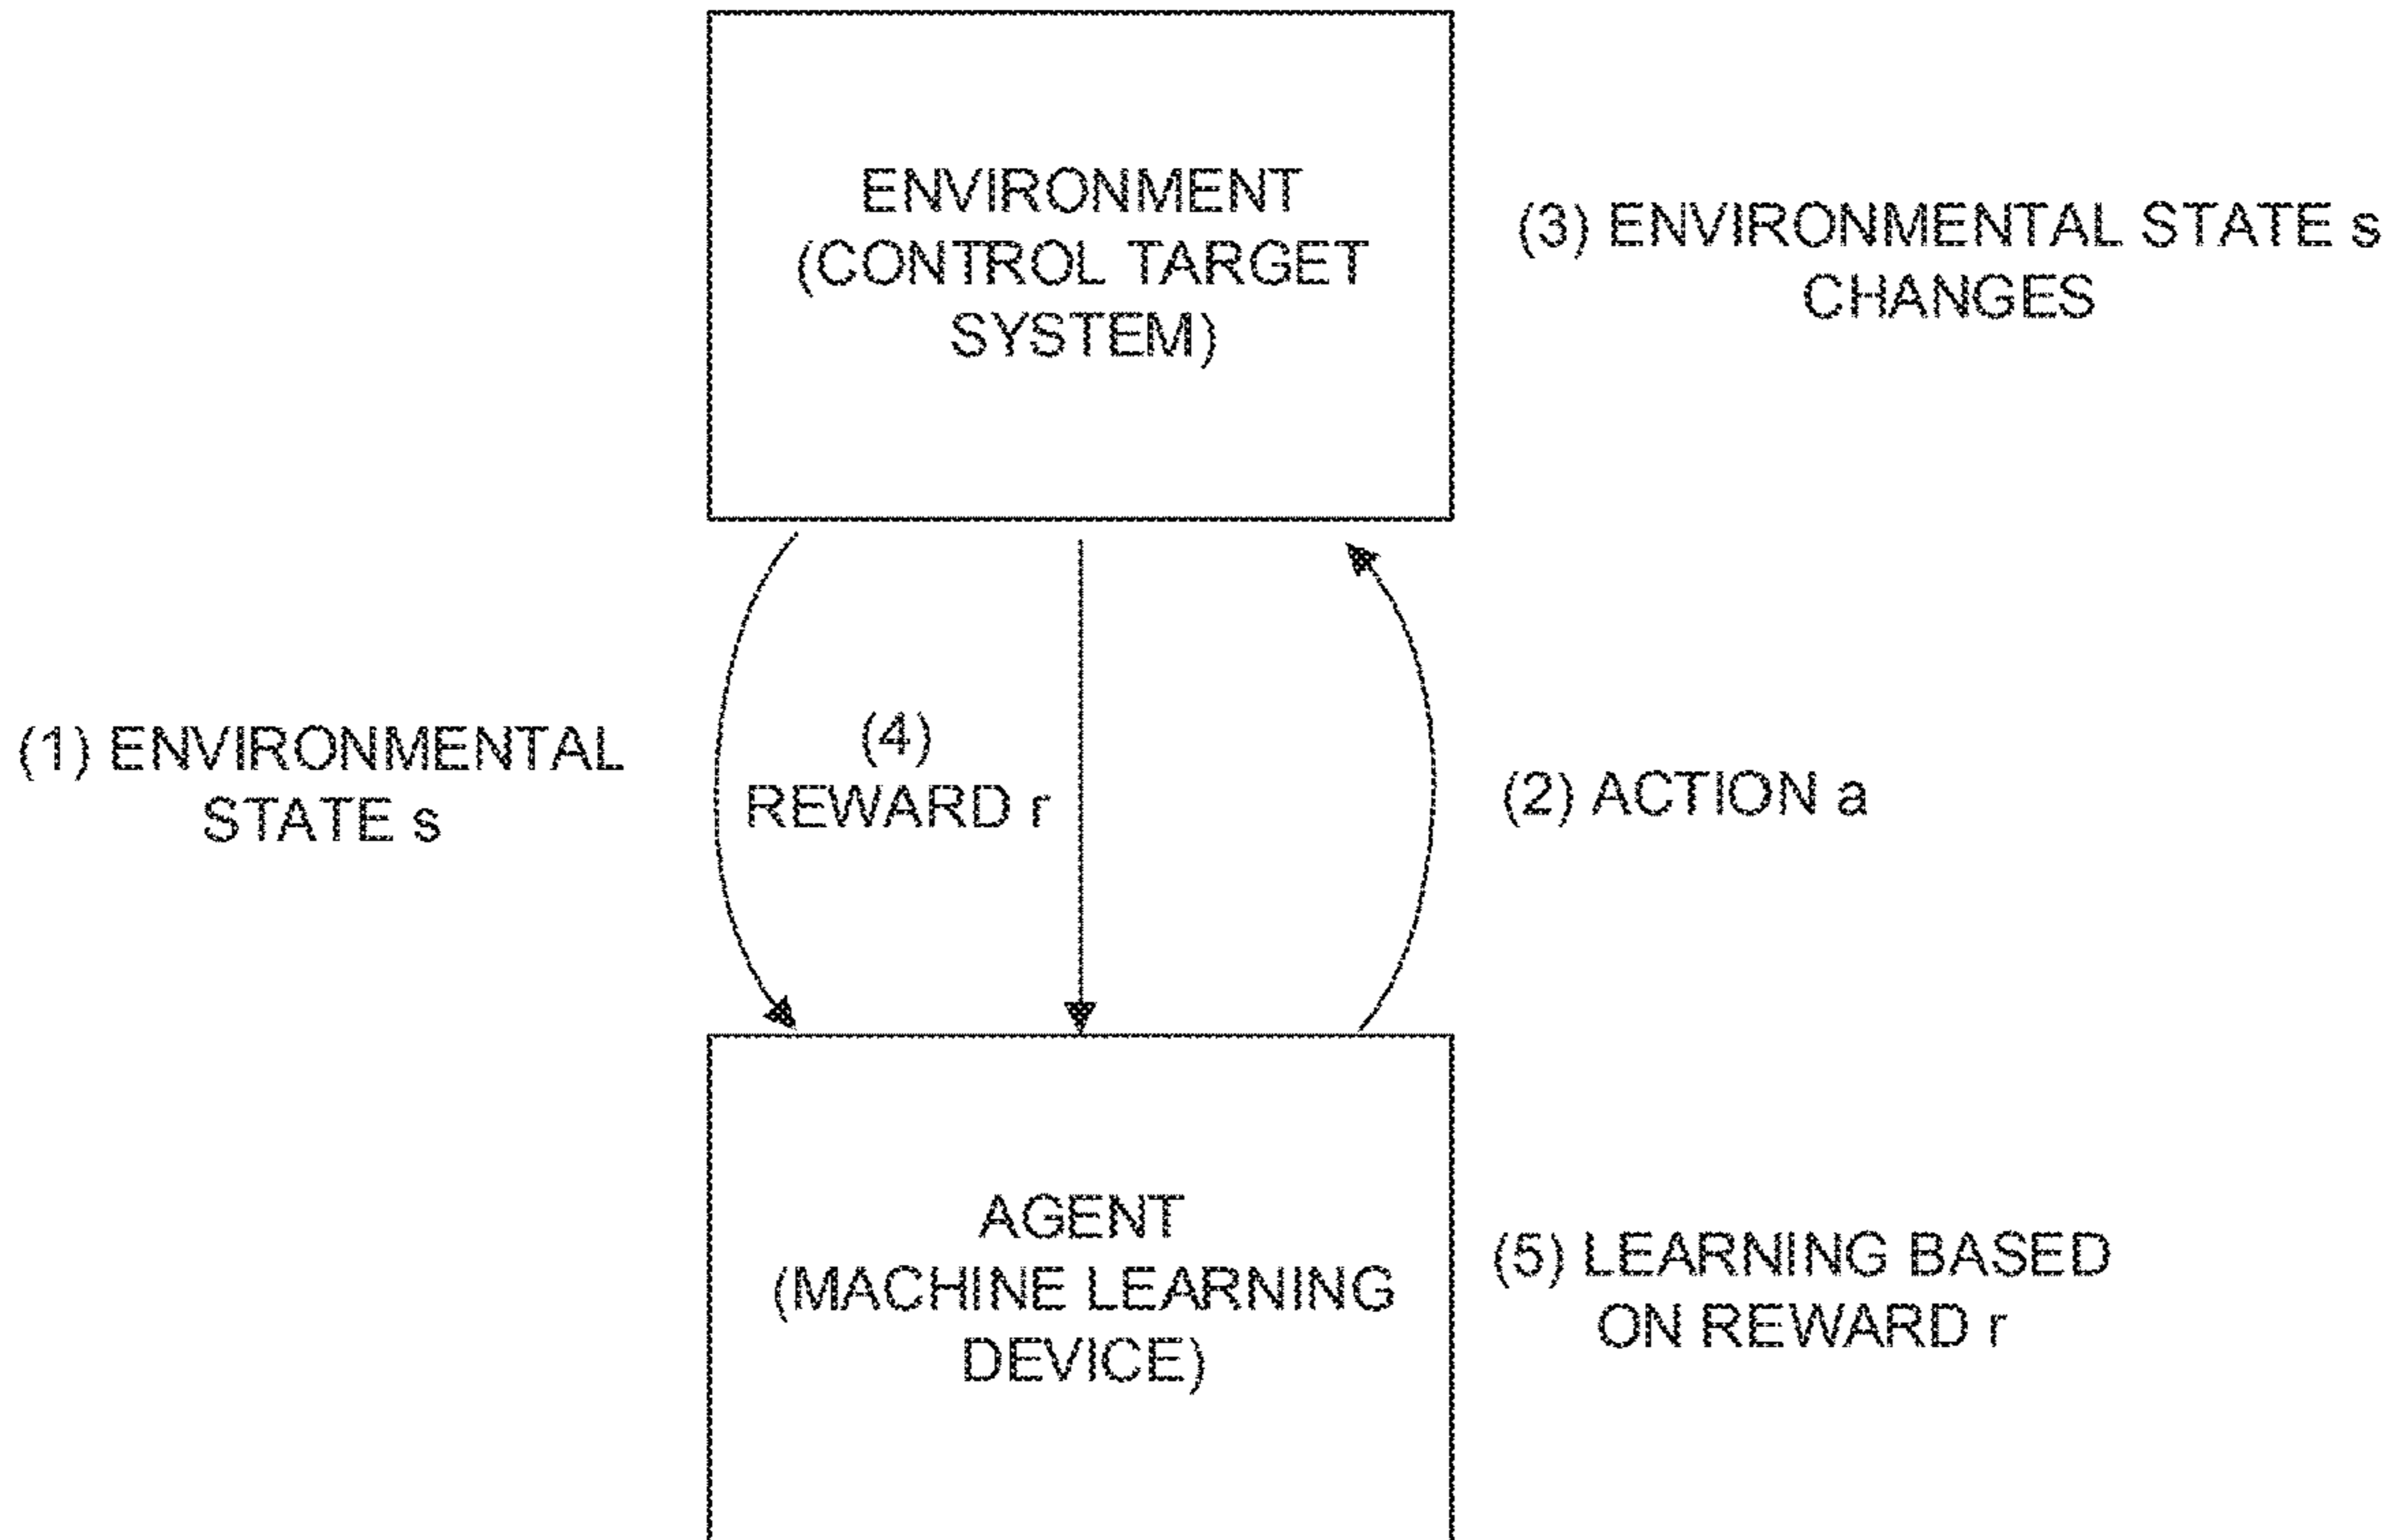 ENVIRONMENT
(CONTROL TARGET
SYSTEM)
(3) ENVIRONMENTAL STATE s
CHANGES
(1) ENVIRONMENTAL
STATE s
(4)
REWARD r
(2) ACTION a
AGENT
(MACHINE LEARNING
DEVICE)
(5) LEARNING BASED
ON REWARD r